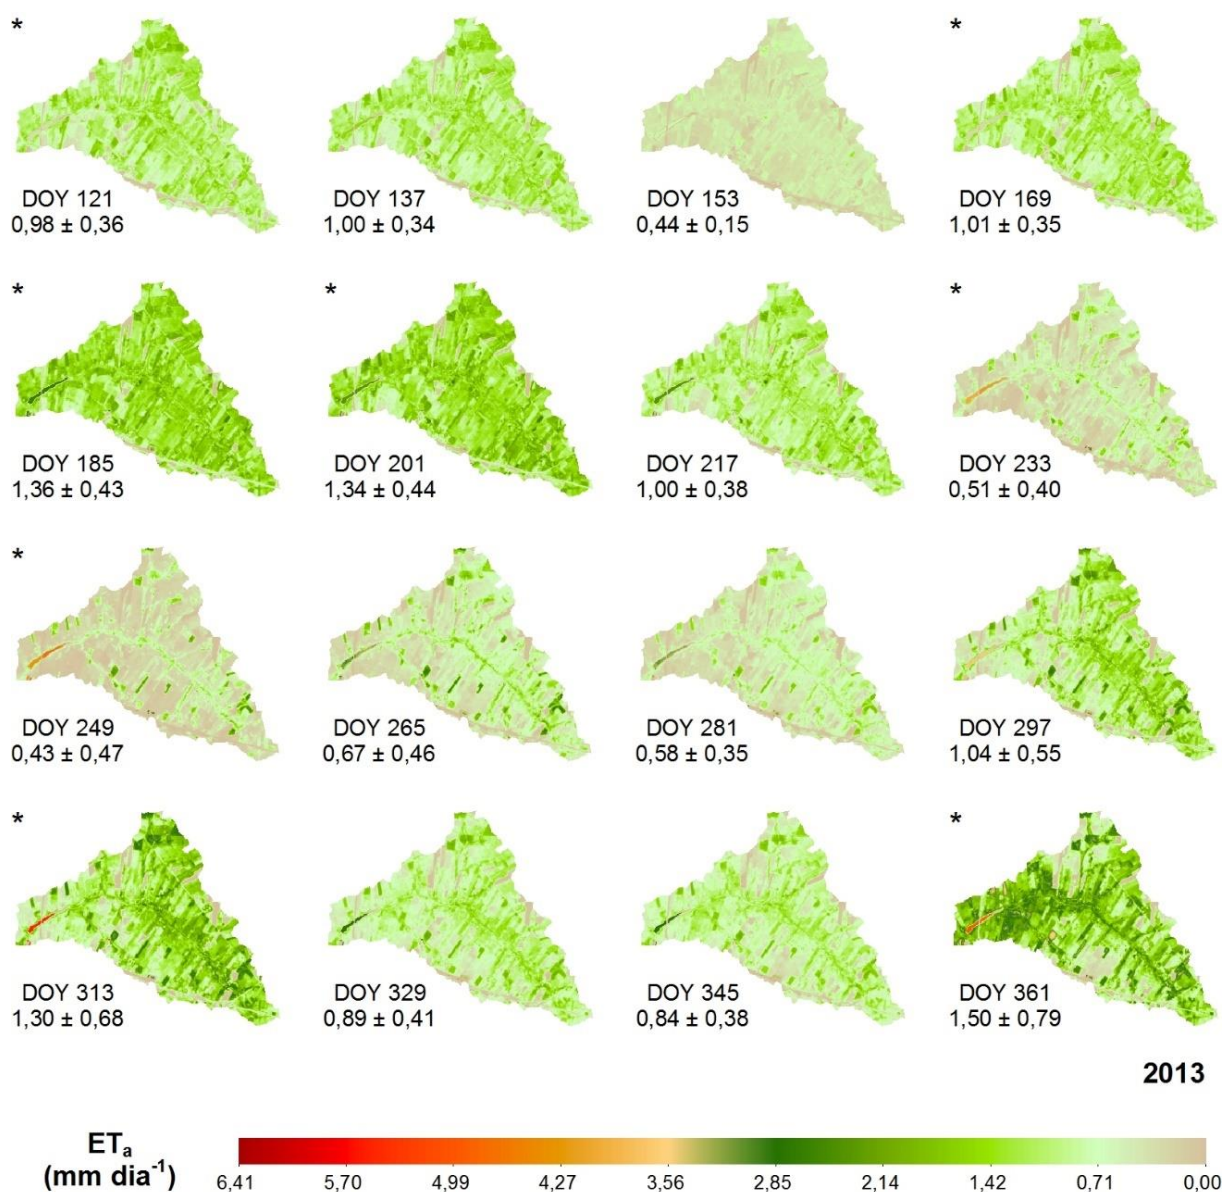 *
*
DOY 121
0,98 ± 0,36
DOY 137
1,00 ± 0,34
DOY 153
0,44 ± 0,15
DOY 169
1,01 ± 0,35
*
*
*
DOY 185
1,36 ± 0,43
DOY 201
1,34 ± 0,44
DOY 217
1,00 ± 0,38
DOY 233
0,51 ± 0,40
*
DOY 249
0,43 ± 0,47
DOY 265
0,67 ± 0,46
DOY 281
0,58 ± 0,35
DOY 297
1,04 ± 0,55
*
*
DOY 313
1,30 ± 0,68
DOY 329
0,89 ± 0,41
DOY 345
0,84 ± 0,38
DOY 361
1,50 ± 0,79
2013
ETₐ
(mm dia⁻¹)
6,41 5,70 4,99 4,27 3,56 2,85 2,14 1,42 0,71 0,00